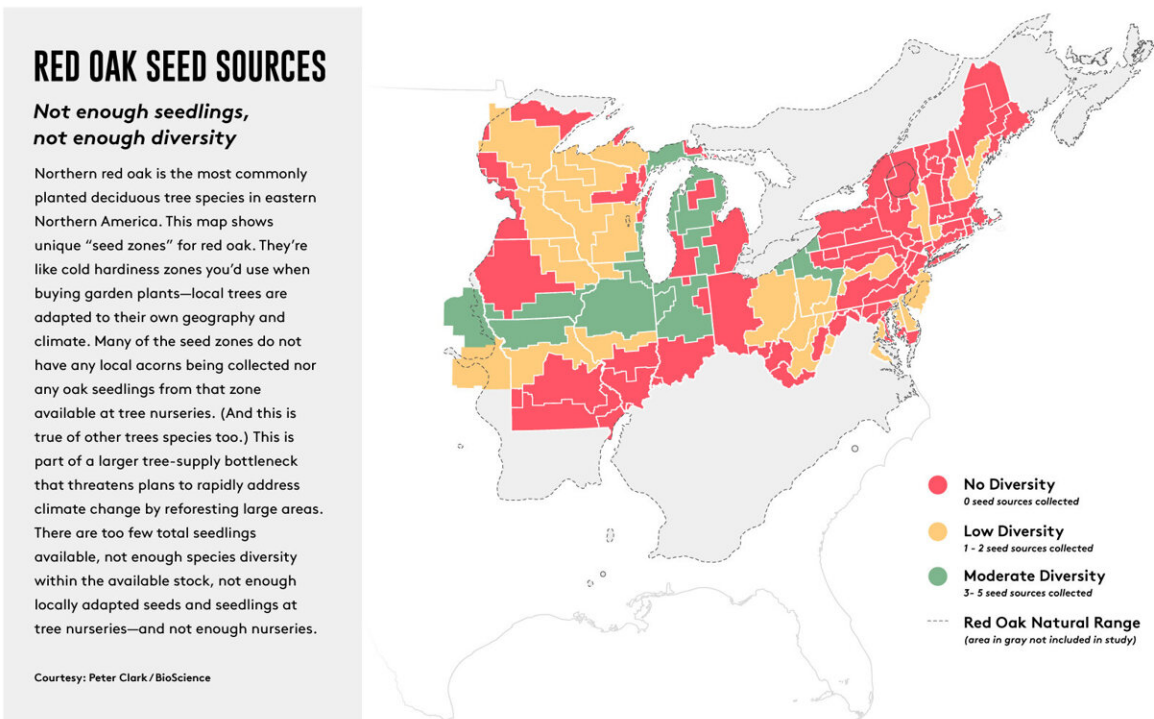 RED OAK SEED SOURCES
Not enough seedlings,
not enough diversity
Northern red oak is the most commonly
planted deciduous tree species in eastern
Northern America. This map shows
unique “seed zones” for red oak. They’re
like cold hardiness zones you’d use when
buying garden plants—local trees are
adapted to their own geography and
climate. Many of the seed zones do not
have any local acorns being collected nor
any oak seedlings from that zone
available at tree nurseries. (And this is
true of other trees species too.) This is
part of a larger tree-supply bottleneck
that threatens plans to rapidly address
climate change by reforesting large areas.
There are too few total seedlings
available, not enough species diversity
within the available stock, not enough
locally adapted seeds and seedlings at
tree nurseries—and not enough nurseries.
Courtesy: Peter Clark / BioScience
No Diversity
0 seed sources collected
Low Diversity
1 - 2 seed sources collected
Moderate Diversity
3- 5 seed sources collected
Red Oak Natural Range
(area in gray not included in study)